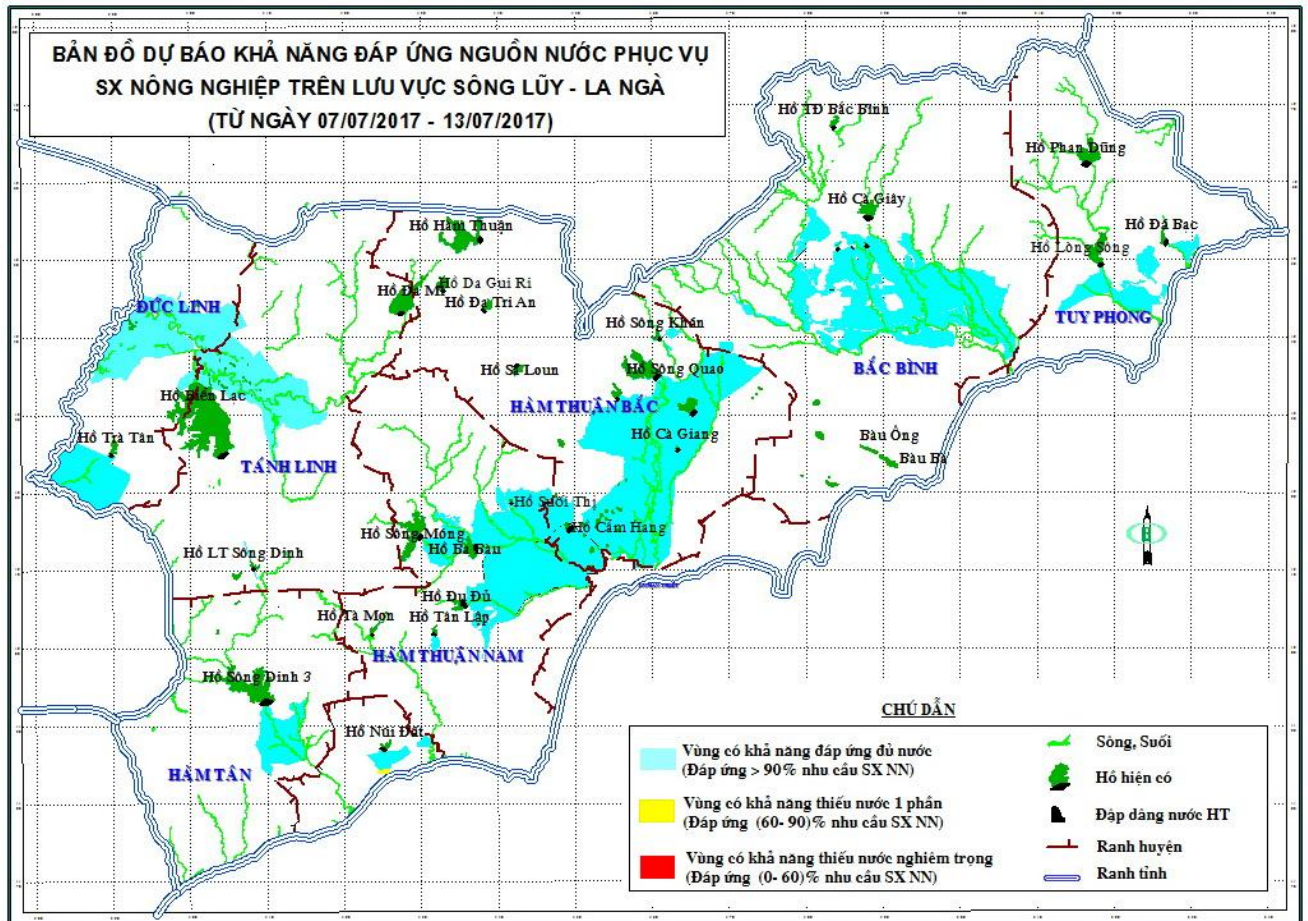 BẢN ĐỒ DỰ BÁO KHẢ NĂNG ĐÁP ỨNG NGUỒN NƯỚC PHỤC VỤ
SX NÔNG NGHIỆP TRÊN LƯU VỰC SÔNG LŨY - LA NGÀ
(TỪ NGÀY 07/07/2017 - 13/07/2017)
Hồ TĐ Bắc Bình
Hồ Phan Dũng
Hồ Cà Giây
Hồ Đá Bạc
Hồ Hàm Thuận
Hồ Lòng Sông
Hồ Da Gui Ri
Hồ Đa Mi
Hồ Đa Tri An
ĐỨC LINH
TUY PHONG
Hồ Sông Khán
Hồ Sỉ Loun
Hồ Sông Quao
BẮC BÌNH
Hồ Biển Lạc
HÀM THUẬN BẮC
Hồ Trà Tân
Hồ Cà Giang
Bàu Ông
Bàu Bà
TÁNH LINH
Hồ Suối Thị
Hồ Cẩm Hang
Hồ Sông Móng
Hồ Ba Bàu
Hồ LT Sông Dinh
Hồ Đu Đủ
Hồ Tà Mon
Hồ Tân Lập
HÀM THUẬN NAM
Hồ Sông Dinh 3
Hồ Núi Đất
HÀM TÂN
CHÚ DẪN
Vùng có khả năng đáp ứng đủ nước
(Đáp ứng > 90% nhu cầu SX NN)
Vùng có khả năng thiếu nước 1 phần
(Đáp ứng (60- 90)% nhu cầu SX NN)
Vùng có khả năng thiếu nước nghiêm trọng
(Đáp ứng (0- 60)% nhu cầu SX NN)
Sông, Suối
Hồ hiện có
Đập dâng nước HT
Ranh huyện
Ranh tỉnh